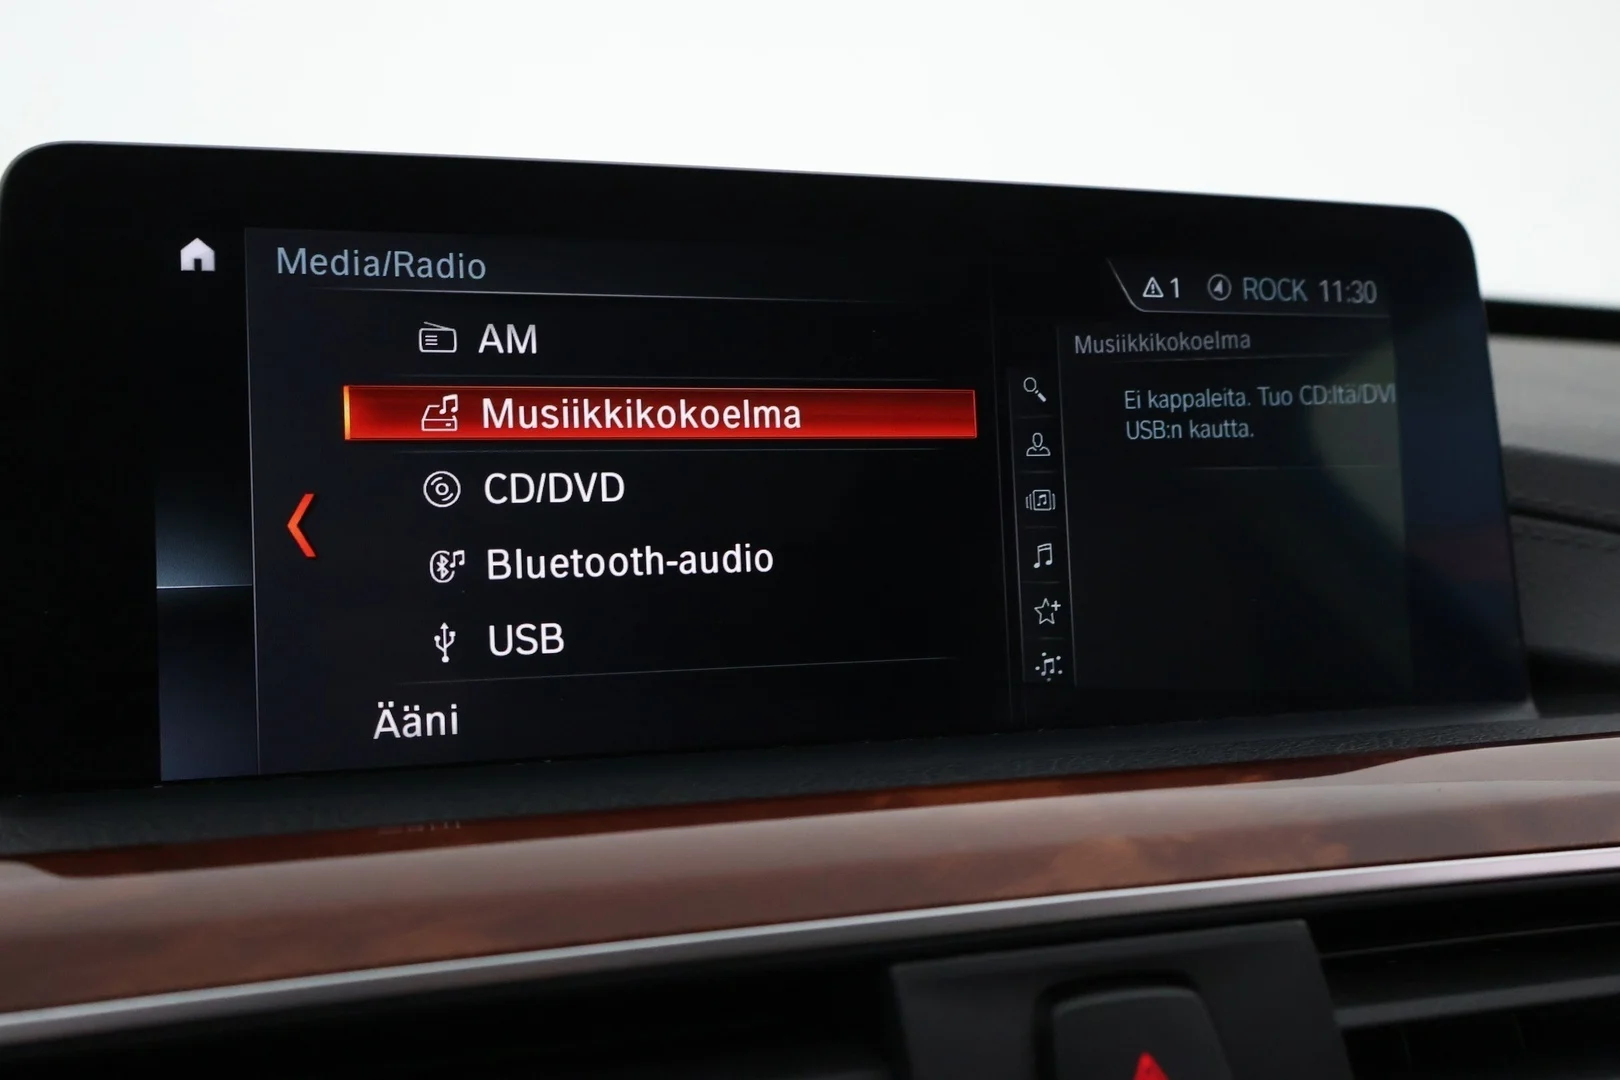 Media/Radio
1 ROCK 11:30
AM
Musiikkikokoelma
CD/DVD
Bluetooth-audio
USB
Ääni
Musiikkikokoelma
Ei kappaleita. Tuo CD:ltä/DV
USB:n kautta.